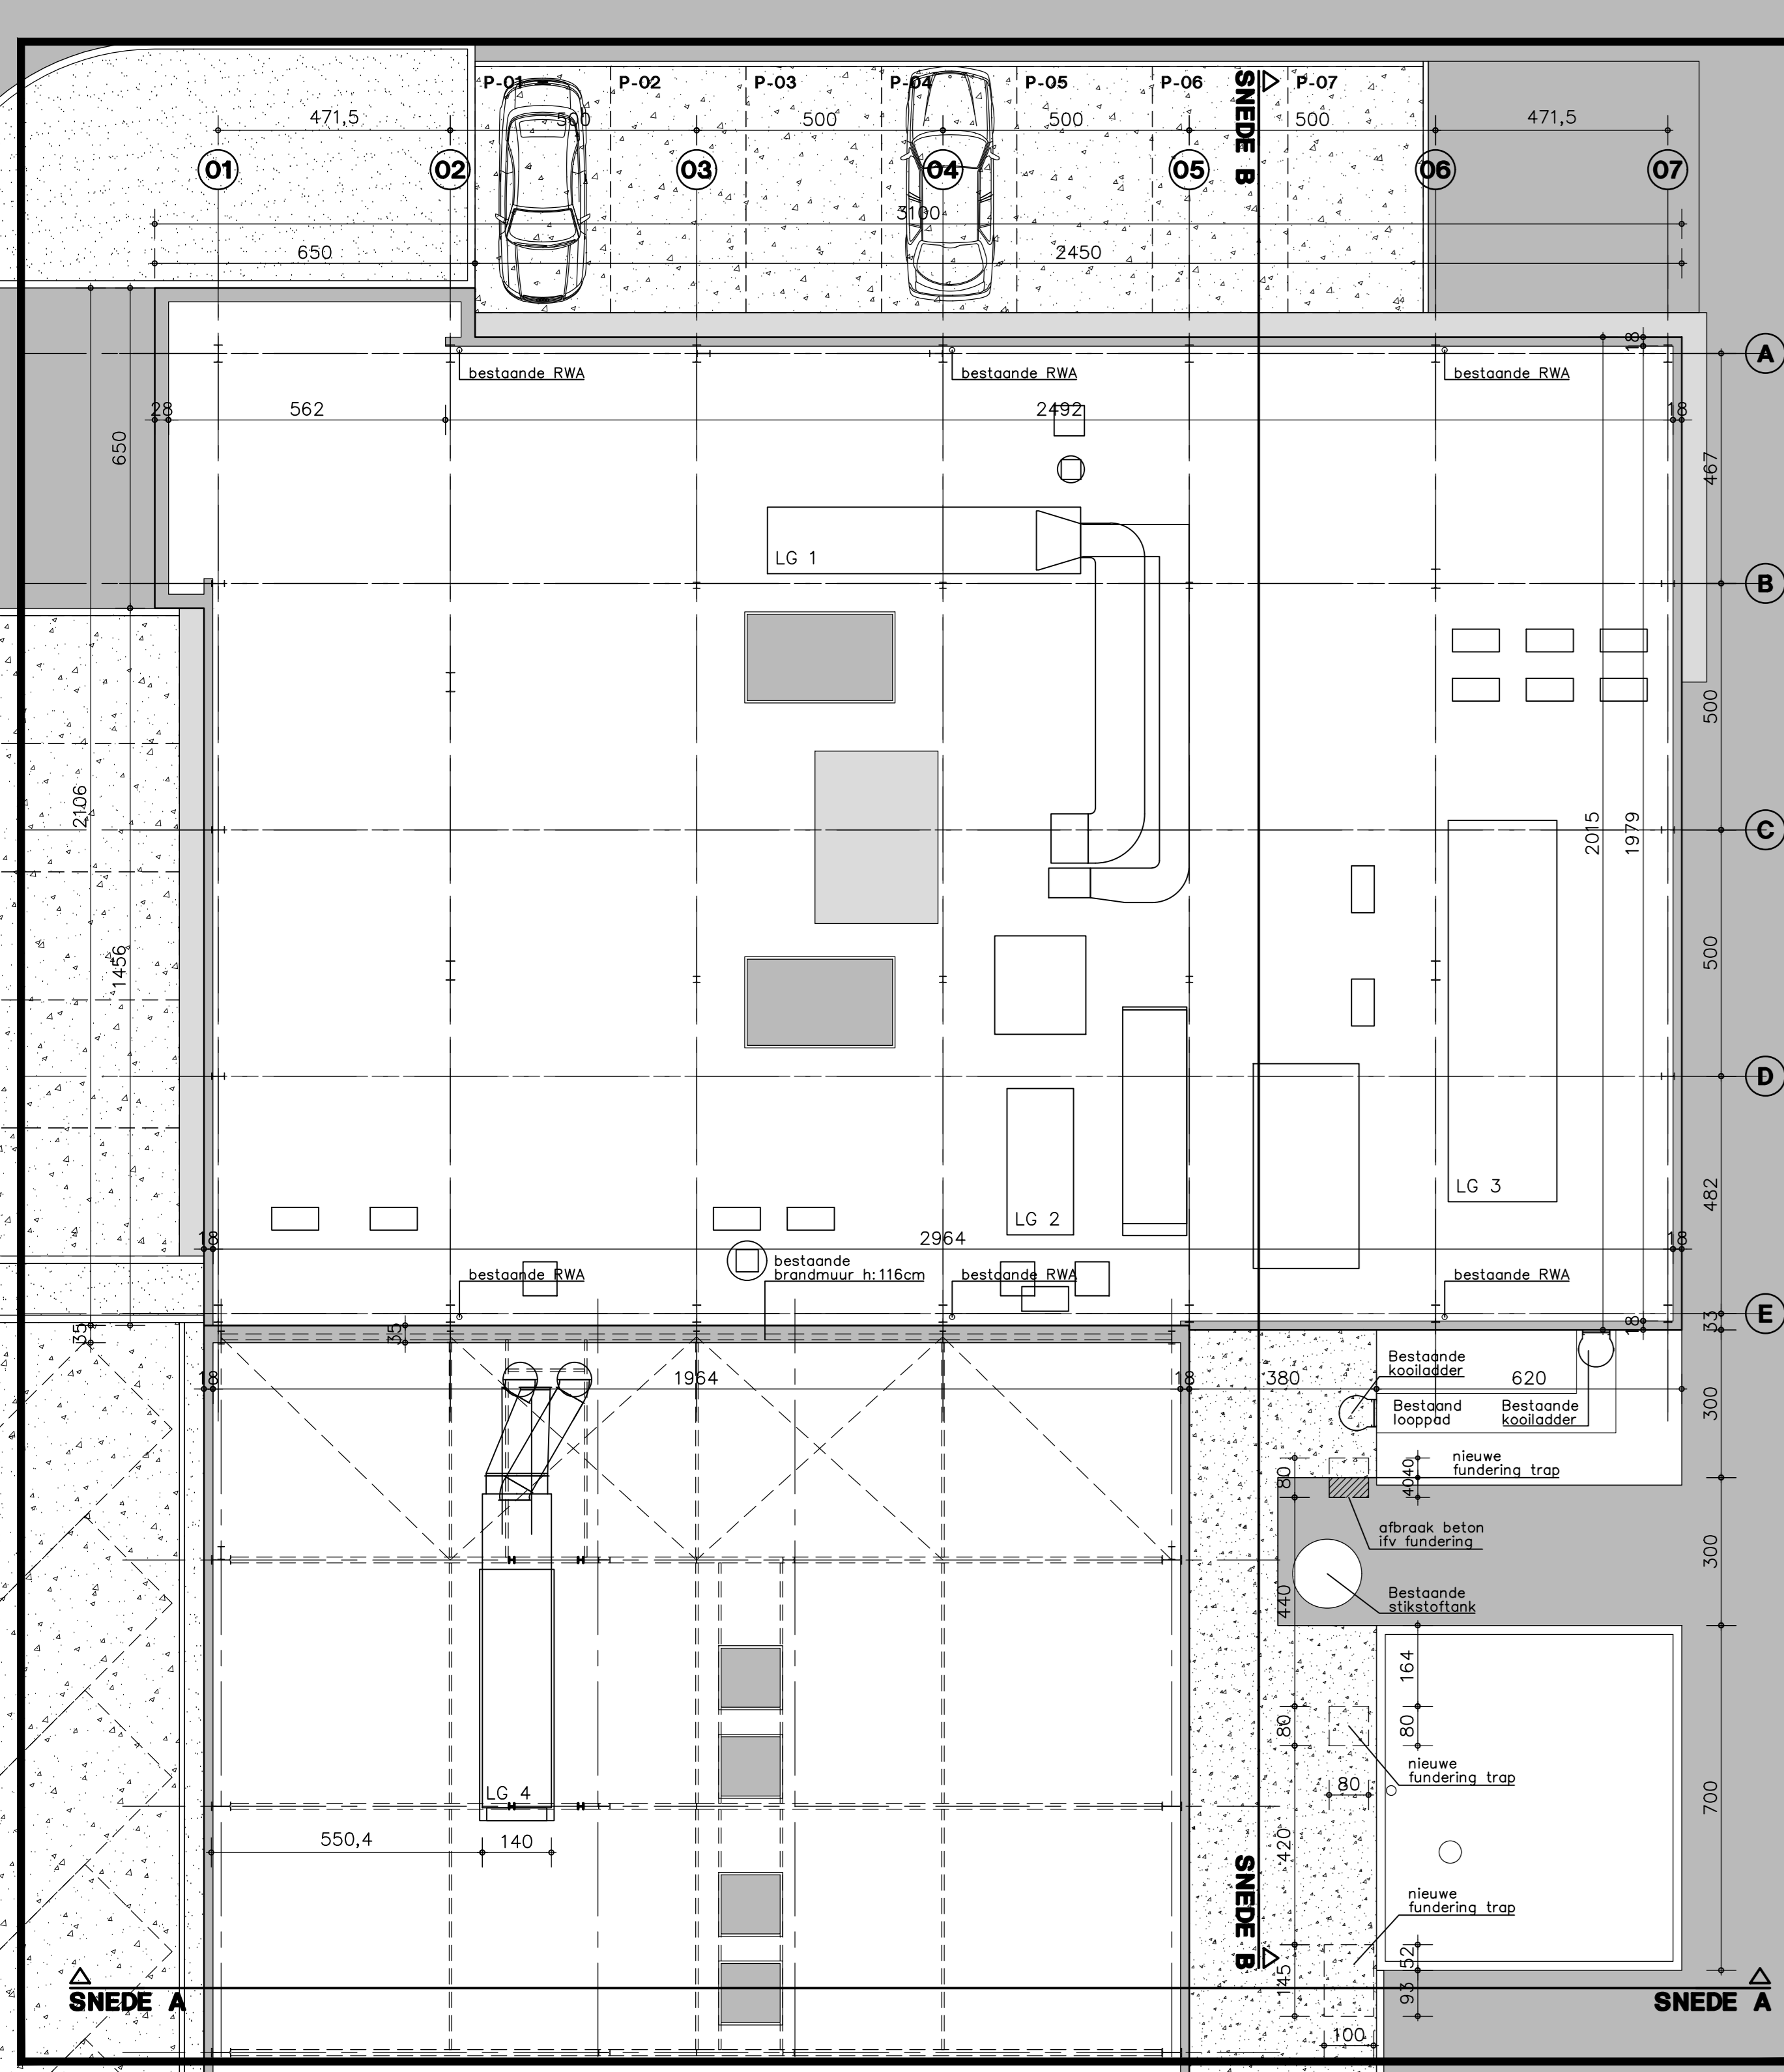 P-01 P-02 P-03 P-04 P-05 P-06 P-07
SNEDE B
471,5 500 500 500 500 471,5
01 02 03 04 05 06 07
3100
650 2450
18
A
bestaande RWA bestaande RWA bestaande RWA
28 562 2492 18
650
467
LG 1
B
500
2106
2015
1979
C
1456
500
D
482
LG 3
LG 2
18 2964 18
bestaande RWA
bestaande
brandmuur h:116cm
bestaande RWA
bestaande RWA
E
35 35 18 33
18 1964 18 380 620
Bestaande
kooiladder
Bestaand
looppad
Bestaande
kooiladder
300
nieuwe
fundering trap
80 40 40
afbraak beton
ifv fundering
300
Bestaande
stikstoftank
440
164
80 80
nieuwe
fundering trap
80
LG 4
700
550,4 140
420
SNEDE B
nieuwe
fundering trap
52
145 93
SNEDE A SNEDE A
100